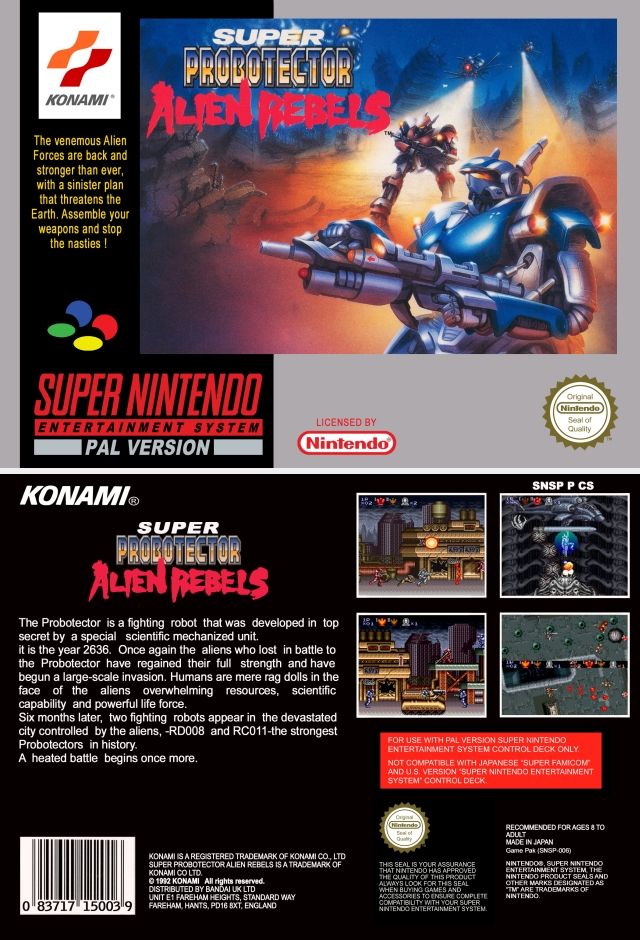 KONAMI®
The venemous Alien
Forces are back and
stronger than ever,
with a sinister plan
that threatens the
Earth. Assemble your
weapons and stop
the nasties !
SUPER
PROBOTECTOR
ALIEN REBELS™
SUPER NINTENDO
ENTERTAINMENT SYSTEM
PAL VERSION
LICENSED BY
Nintendo®
Original
Nintendo
Seal of
Quality
TM
KONAMI®
SUPER
PROBOTECTOR
ALIEN REBELS
The Probotector is a fighting robot that was developed in top
secret by a special scientific mechanized unit.
it is the year 2636. Once again the aliens who lost in battle to
the Probotector have regained their full strength and have
begun a large-scale invasion. Humans are mere rag dolls in the
face of the aliens overwhelming resources, scientific
capability and powerful life force.
Six months later, two fighting robots appear in the devastated
city controlled by the aliens, -RD008 and RC011-the strongest
Probotectors in history.
A heated battle begins once more.
SNSP P CS
FOR USE WITH PAL VERSION SUPER NINTENDO
ENTERTAINMENT SYSTEM CONTROL DECK ONLY.
NOT COMPATIBLE WITH JAPANESE "SUPER FAMICOM"
AND U.S. VERSION "SUPER NINTENDO ENTERTAINMENT
SYSTEM" CONTROL DECK.
Original
Nintendo
Seal of
Quality
THIS SEAL IS YOUR ASSURANCE
THAT NINTENDO HAS APPROVED
THE QUALITY OF THIS PRODUCT
ALWAYS LOOK FOR THIS SEAL
WHEN BUYING GAMES AND
ACCESSORIES TO ENSURE COMPLETE
COMPATIBILITY WITH YOUR SUPER
NINTENDO ENTERTAINMENT SYSTEM.
RECOMMENDED FOR AGES 8 TO
ADULT
MADE IN JAPAN
Game Pak (SNSP-006)
NINTENDO®, SUPER NINTENDO
ENTERTAINMENT SYSTEM, THE
NINTENDO PRODUCT SEALS AND
OTHER MARKS DESIGNATED AS
"TM" ARE TRADEMARKS OF
NINTENDO.
0 83717 15003 9
KONAMI IS A REGISTERED TRADEMARK OF KONAMI CO., LTD
SUPER PROBOTECTOR ALIEN REBELS IS A TRADEMARK OF
KONAMI CO LTD.
© 1992 KONAMI All rights reserved.
DISTRIBUTED BY BANDAI UK LTD
UNIT E1 FAREHAM HEIGHTS, STANDARD WAY
FAREHAM, HANTS, PD16 8XT, ENGLAND